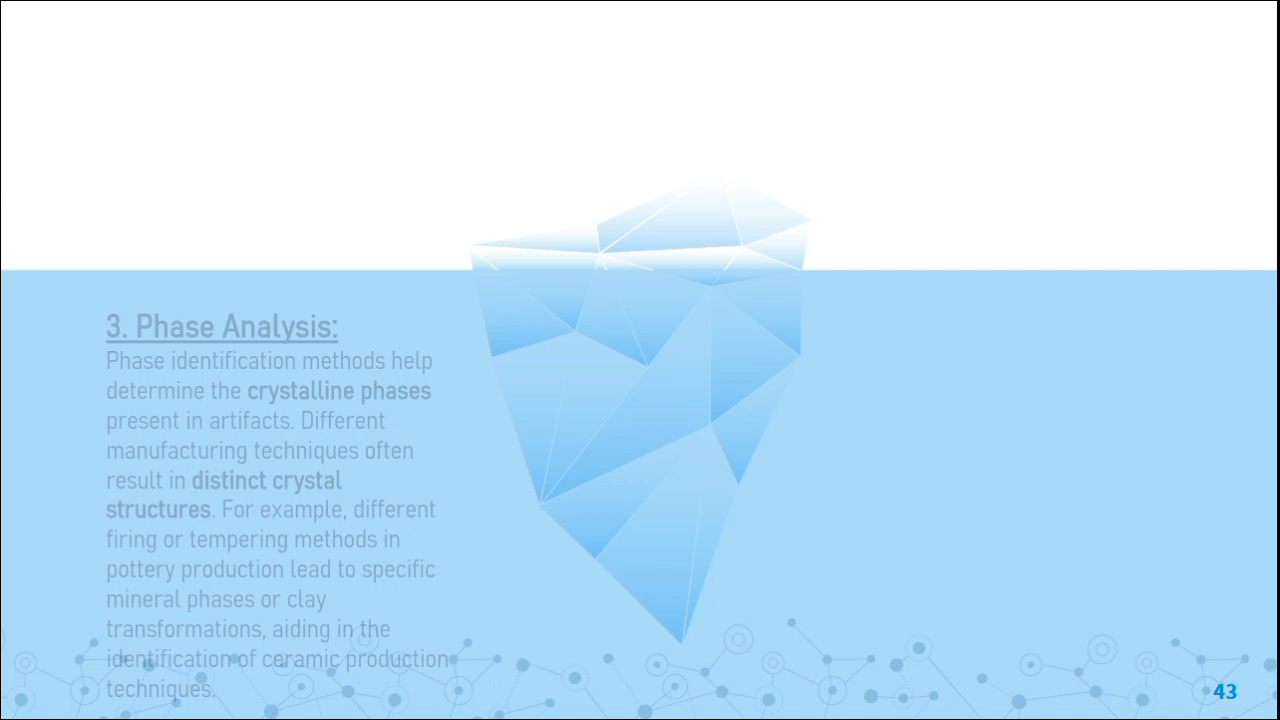 3. Phase Analysis:
Phase identification methods help
determine the crystalline phases
present in artifacts. Different
manufacturing techniques often
result in distinct crystal
structures. For example, different
firing or tempering methods in
pottery production lead to specific
mineral phases or clay
transformations, aiding in the
identification of ceramic production
techniques.
43